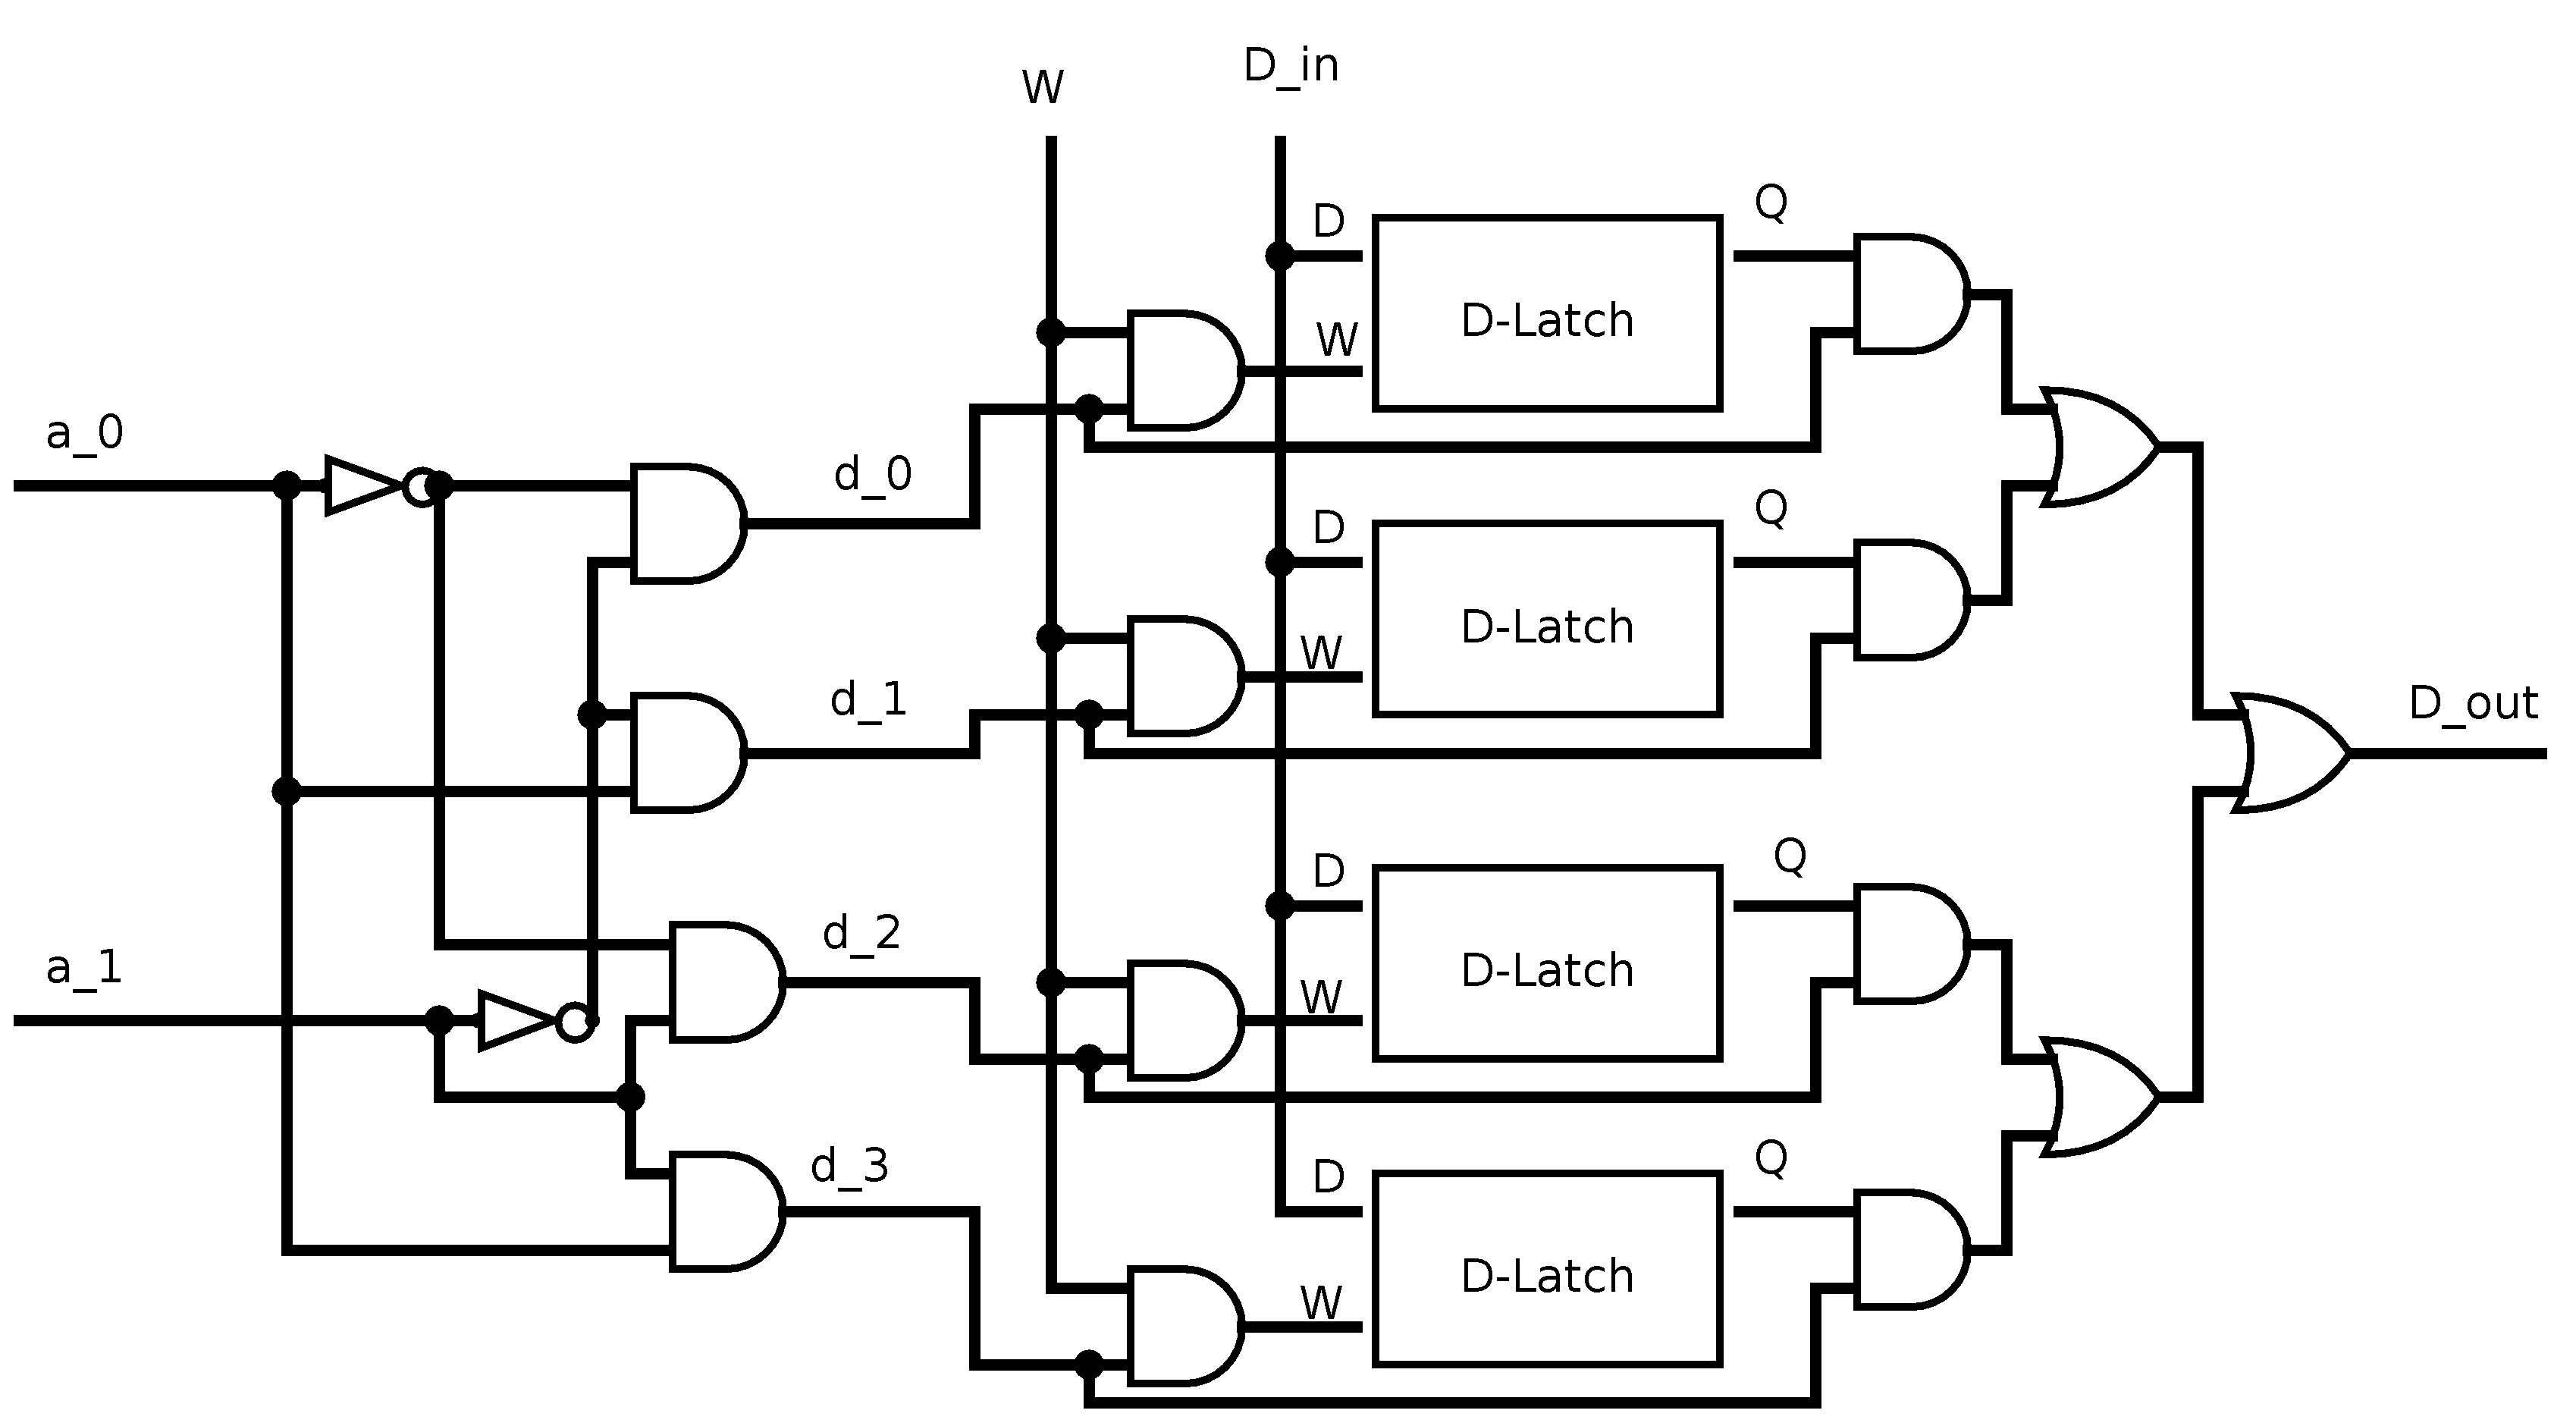 W
D_in
D
Q
D-Latch
W
a_0
d_0
D
Q
D-Latch
W
d_1
D_out
D
Q
d_2
D-Latch
a_1
W
d_3
D
Q
D-Latch
W